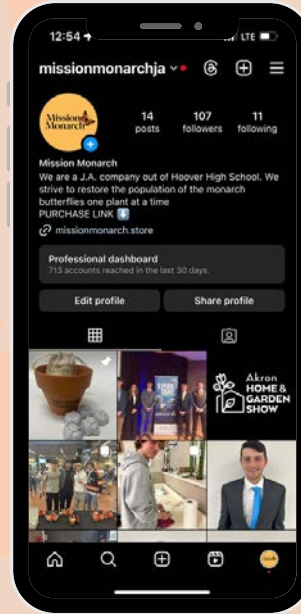 12:54
LTE
missionmonarchja
14
posts
107
followers
11
following
Mission
Monarch
Mission Monarch
We are a J.A. company out of Hoover High School. We
strive to restore the population of the monarch
butterflies one plant at a time
PURCHASE LINK
missionmonarch.store
Professional dashboard
713 accounts reached in the last 30 days.
Edit profile
Share profile
Akron
HOME &
GARDEN
SHOW